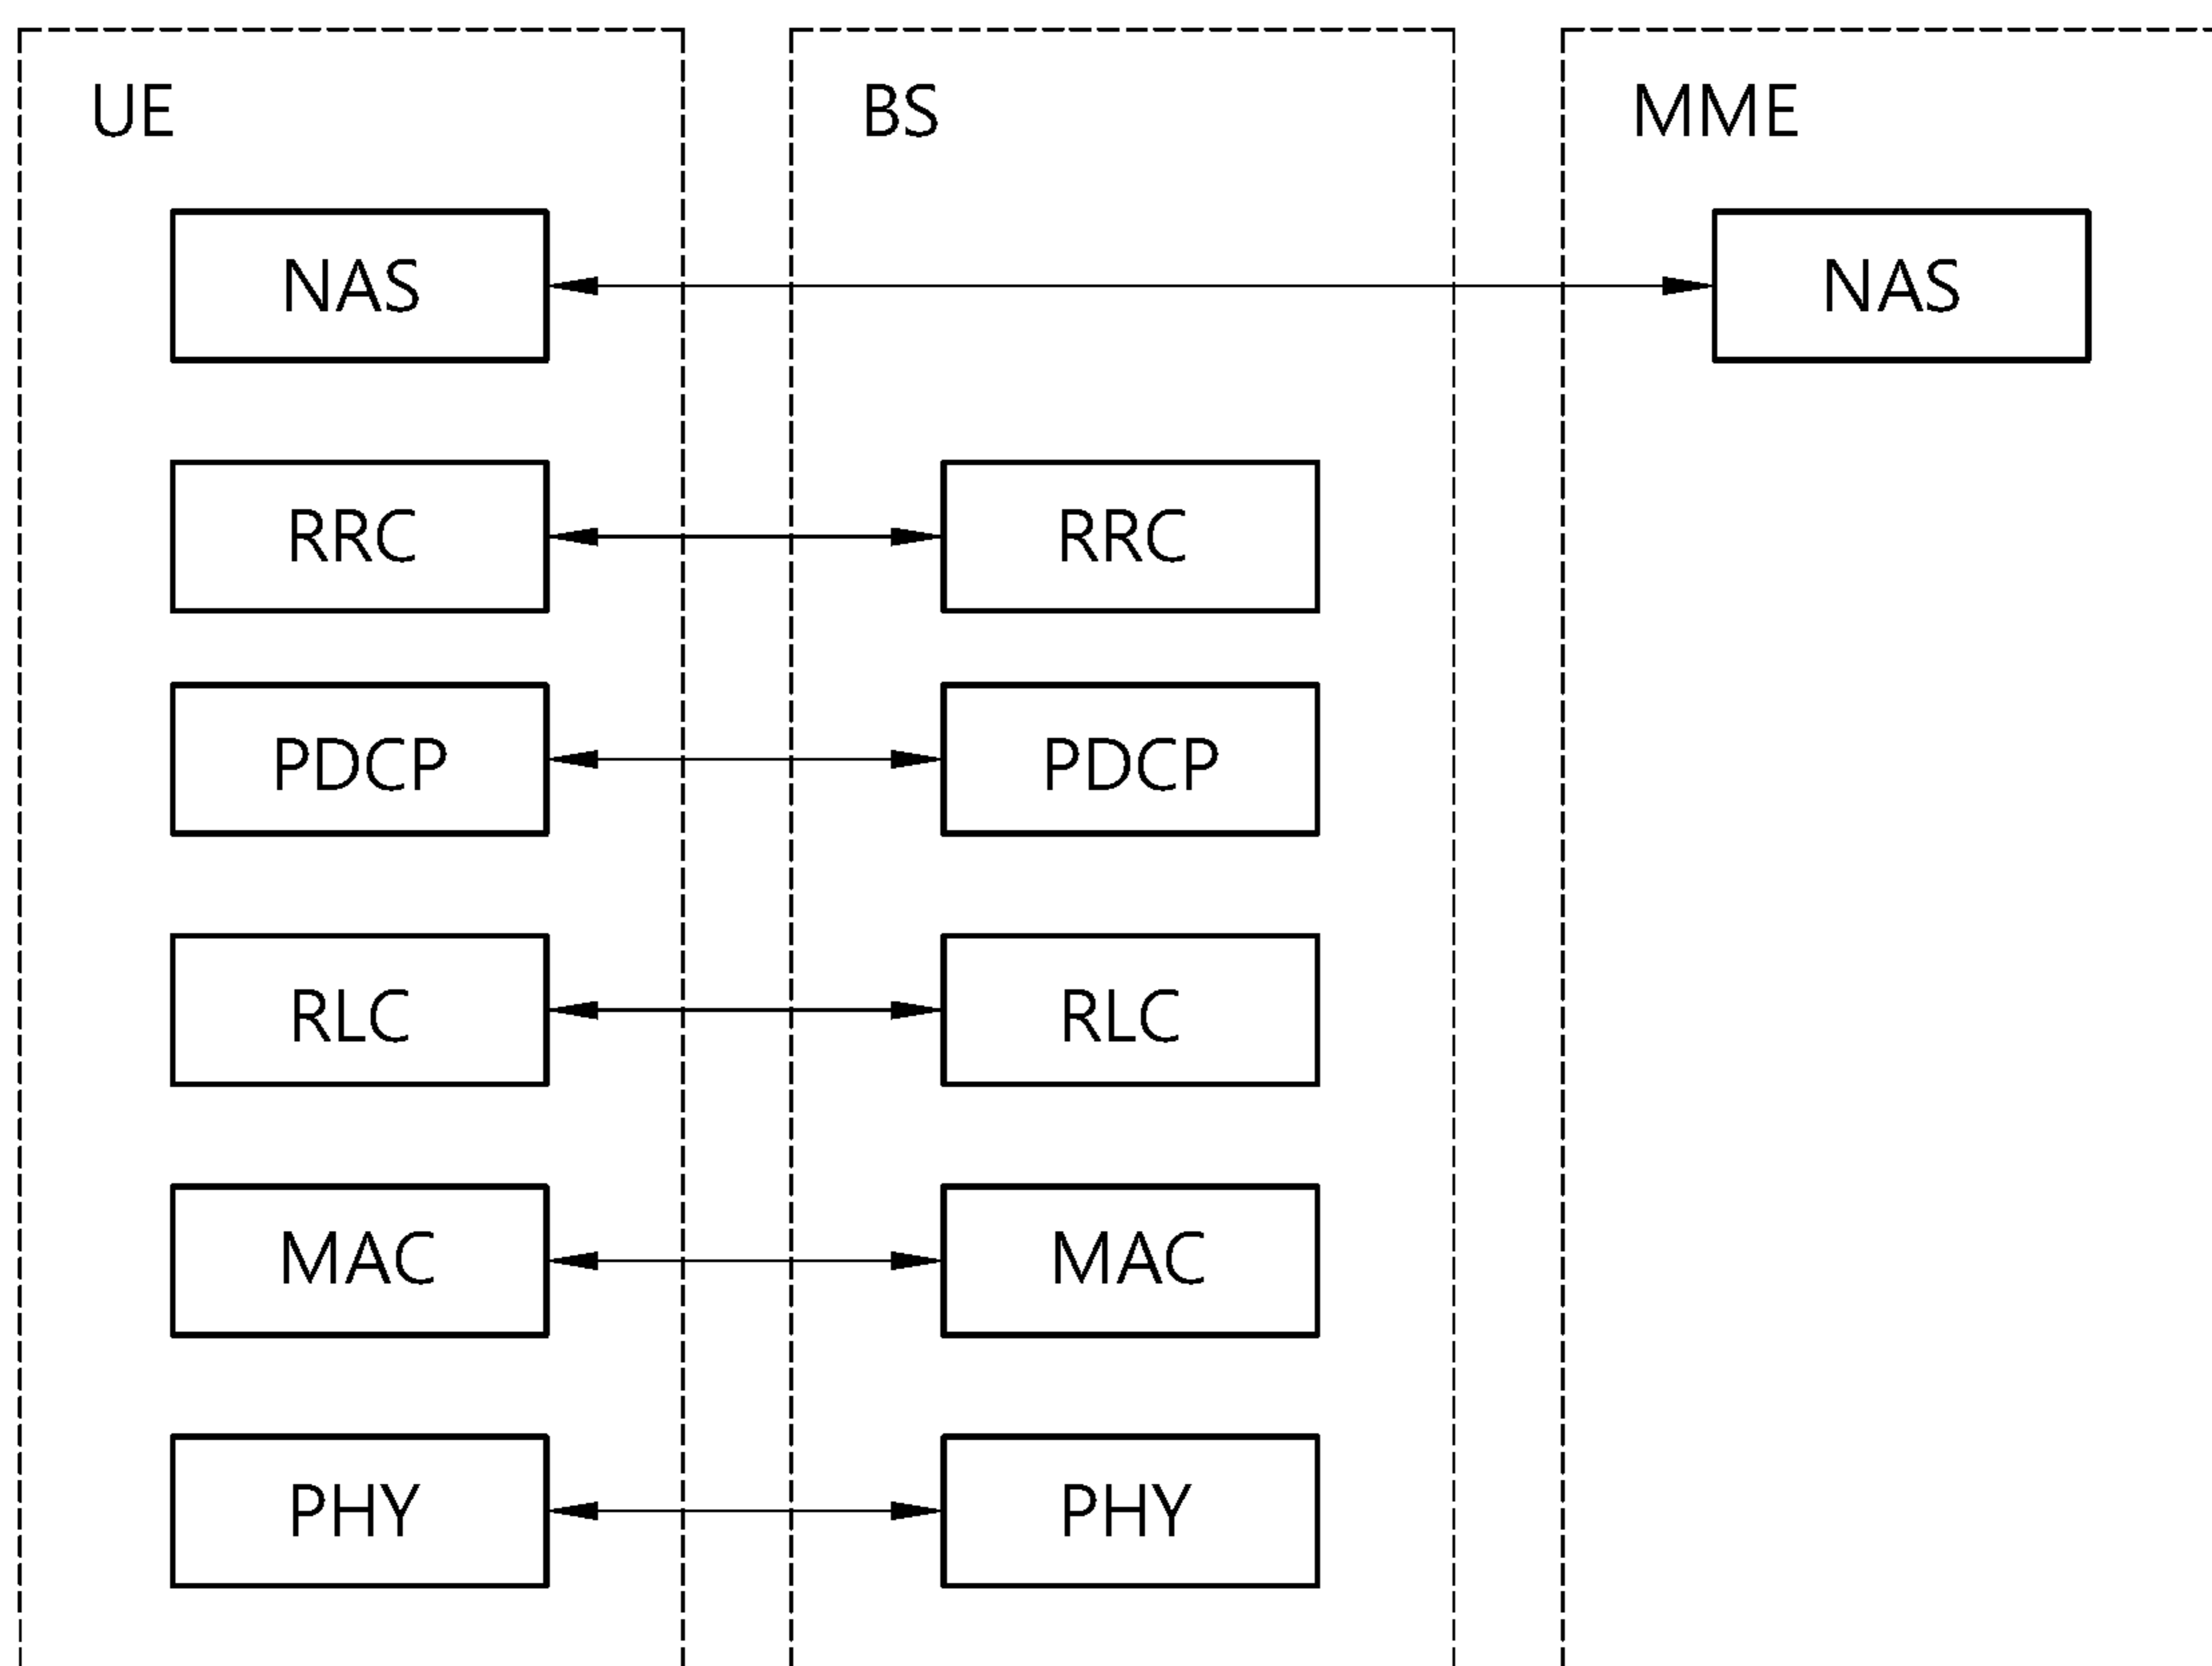 UE BS MME
NAS NAS
RRC RRC
PDCP PDCP
RLC RLC
MAC MAC
PHY PHY